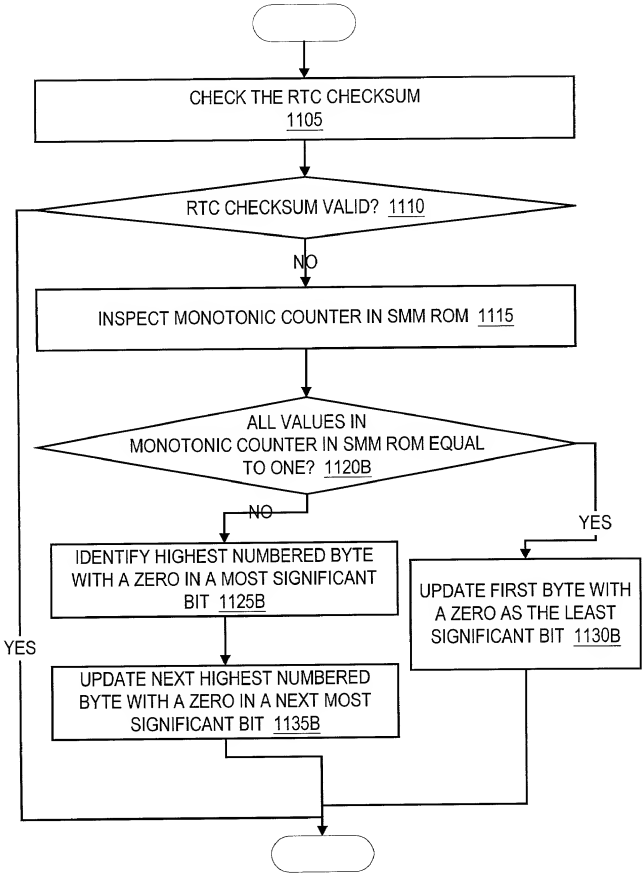 CHECK THE RTC CHECKSUM
1105
RTC CHECKSUM VALID? 1110
NO
INSPECT MONOTONIC COUNTER IN SMM ROM 1115
ALL VALUES IN
MONOTONIC COUNTER IN SMM ROM EQUAL
TO ONE? 1120B
NO
YES
IDENTIFY HIGHEST NUMBERED BYTE
WITH A ZERO IN A MOST SIGNIFICANT
BIT 1125B
UPDATE FIRST BYTE WITH
A ZERO AS THE LEAST
SIGNIFICANT BIT 1130B
YES
UPDATE NEXT HIGHEST NUMBERED
BYTE WITH A ZERO IN A NEXT MOST
SIGNIFICANT BIT 1135B